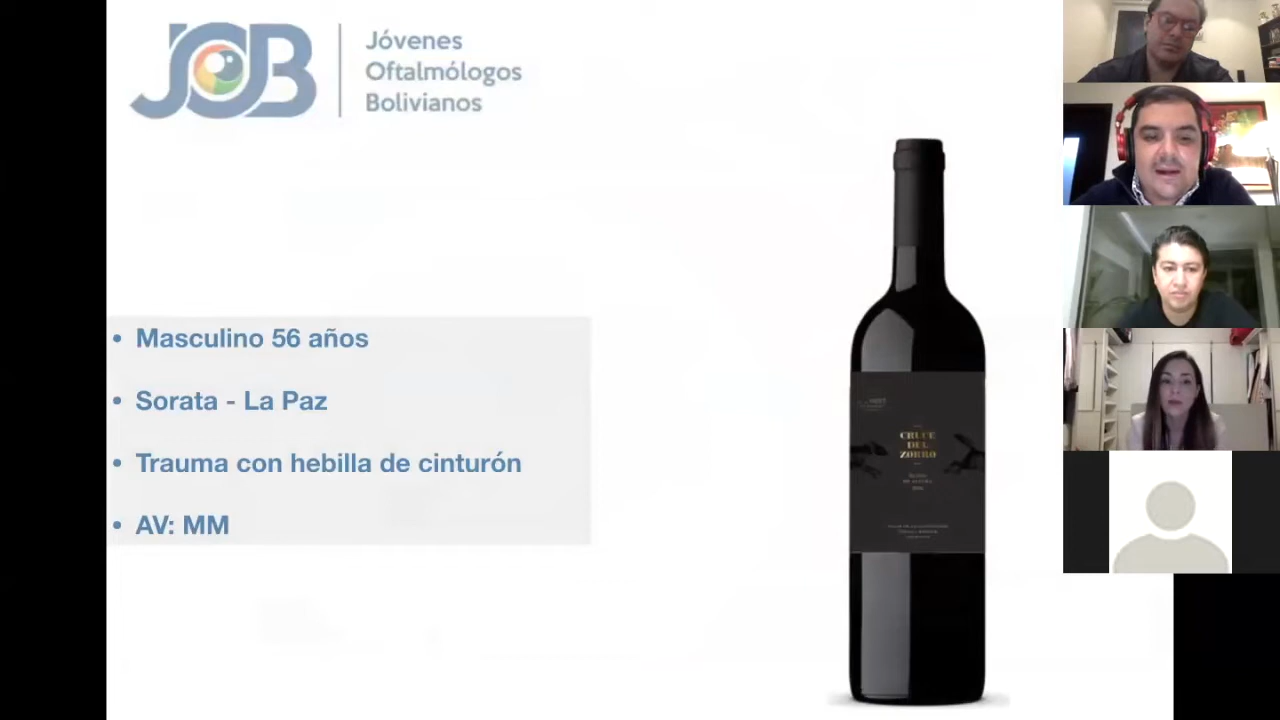 JOB
Jóvenes
Oftalmólogos
Bolivianos
• Masculino 56 años
• Sorata - La Paz
• Trauma con hebilla de cinturón
• AV: MM
CRUCE
DEL
ZORRO